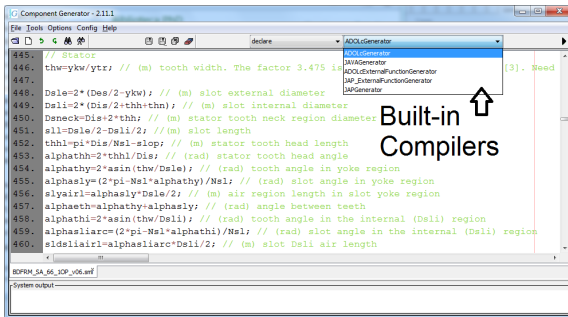 Component Generator - 2.11.1
File Tools Options Config Help
declare ADOLcGenerator
ADOLcGenerator
JAVAGenerator
ADOLcExternalFunctionGenerator
JAP_ExternalFunctionGenerator
JAPGenerator
Built-in
Compilers
445. // Stator
446. thw=ykw/ytr; // (m) tooth width. The factor 3.475 is [3]. Need
447.
448. Dsle=2*(Des/2-ykw); // (m) slot external diameter
449. Dsli=2*(Dis/2+thh+thn); // (m) slot internal diameter
450. Dsneck=Dis+2*thh; // (m) stator tooth neck region diameter
451. sll=Dsle/2-Dsli/2; //(m) slot length
452. thhl=pi*Dis/Nsl-slop; // (m) stator tooth head length
453. alphathh=2*thhl/Dis; // (rad) stator tooth head angle
454. alphathy=2*asin(thw/Dsle); // (rad) tooth angle in yoke region
455. alphasly=(2*pi-Nsl*alphathy)/Nsl; // (rad) slot angle in yoke region
456. slyairl=alphasly*Dsle/2; // (m) air region length in slot yoke region
457. alphaeth=alphathy+alphasly; // (rad) angle between teeth
458. alphathi=2*asin(thw/Dsli); // (rad) tooth angle in the internal (Dsli) region
459. alphasliarc=(2*pi-Nsl*alphathi)/Nsl; // (rad) slot angle in the internal (Dsli) region
460. sldsliairl=alphasliarc*Dsli/2; // (m) slot Dsli air length
BDFRM_SA_66_1OP_v06.sml
System output